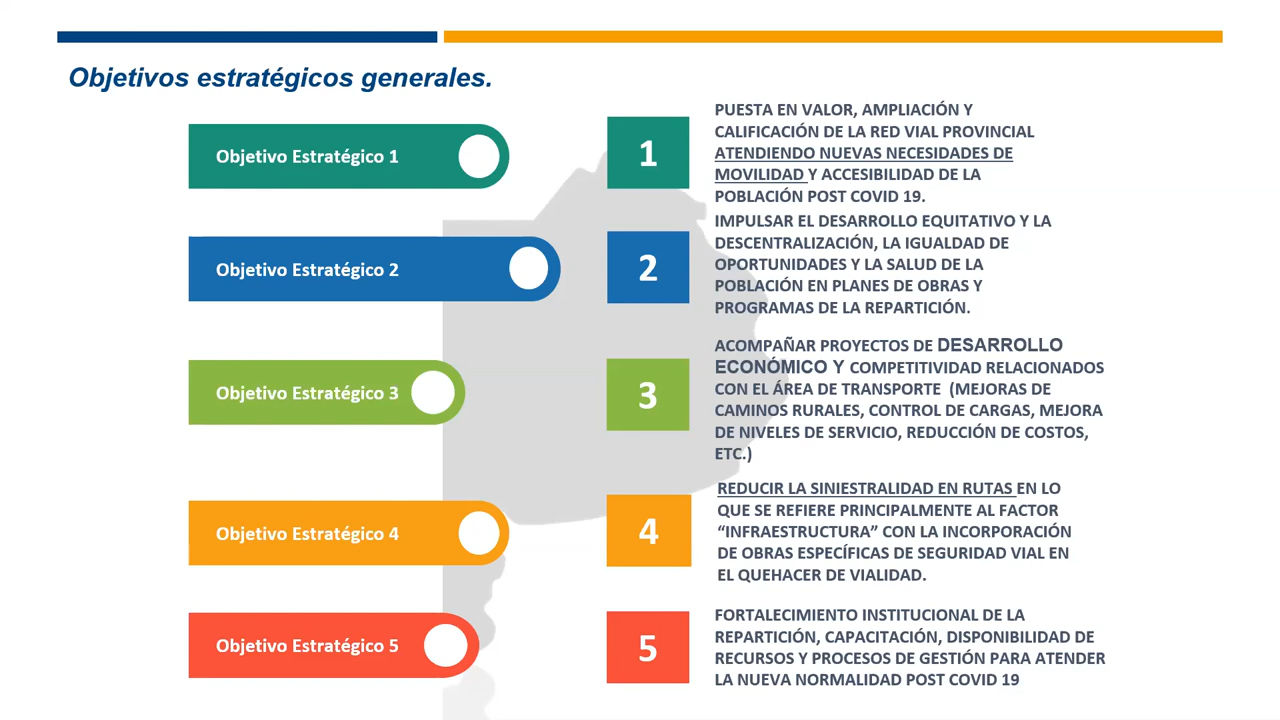 Objetivos estratégicos generales.
Objetivo Estratégico 1
1
PUESTA EN VALOR, AMPLIACIÓN Y
CALIFICACIÓN DE LA RED VIAL PROVINCIAL
ATENDIENDO NUEVAS NECESIDADES DE
MOVILIDAD Y ACCESIBILIDAD DE LA
POBLACIÓN POST COVID 19.
Objetivo Estratégico 2
2
IMPULSAR EL DESARROLLO EQUITATIVO Y LA
DESCENTRALIZACIÓN, LA IGUALDAD DE
OPORTUNIDADES Y LA SALUD DE LA
POBLACIÓN EN PLANES DE OBRAS Y
PROGRAMAS DE LA REPARTICIÓN.
Objetivo Estratégico 3
3
ACOMPAÑAR PROYECTOS DE DESARROLLO
ECONÓMICO Y COMPETITIVIDAD RELACIONADOS
CON EL ÁREA DE TRANSPORTE (MEJORAS DE
CAMINOS RURALES, CONTROL DE CARGAS, MEJORA
DE NIVELES DE SERVICIO, REDUCCIÓN DE COSTOS,
ETC.)
Objetivo Estratégico 4
4
REDUCIR LA SINIESTRALIDAD EN RUTAS EN LO
QUE SE REFIERE PRINCIPALMENTE AL FACTOR
“INFRAESTRUCTURA” CON LA INCORPORACIÓN
DE OBRAS ESPECÍFICAS DE SEGURIDAD VIAL EN
EL QUEHACER DE VIALIDAD.
Objetivo Estratégico 5
5
FORTALECIMIENTO INSTITUCIONAL DE LA
REPARTICIÓN, CAPACITACIÓN, DISPONIBILIDAD DE
RECURSOS Y PROCESOS DE GESTIÓN PARA ATENDER
LA NUEVA NORMALIDAD POST COVID 19